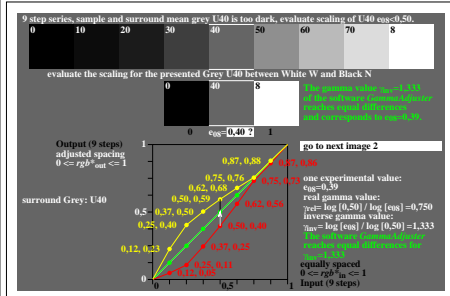 9 step series, sample and surround mean grey U40 is too dark, evaluate scaling of U40 e08<0,50.
0 10 20 30 40 50 60 70 8
evaluate the scaling for the presented Grey U40 between White W and Black N
0 40 8
The gamma value γinv=1,333
of the software GammaAdjuster
reaches equal differences
and corresponds to e08=0,39.
0 e08=0,40 ? 1
Output (9 steps)
adjusted spacing
0 <= rgb*out <= 1
go to next image 2
1
0,87, 0,88
0,87, 0,86
0,75, 0,76
0,75, 0,73
0,62, 0,68
0,62, 0,56
0,50, 0,59
0,50, 0,40
0,5
0,37, 0,50
0,37, 0,25
0,25, 0,40
0,25, 0,11
0,12, 0,23
0,12, 0,05
surround Grey: U40
one experimental value:
e08=0,39
real gamma value:
γrel= log [0,50] / log [e08] =0,750
inverse gamma value:
γinv= log [e08] / log [0,50] =1,333
The software GammaAdjuster
reaches equal differences for
γinv=1,333
equally spaced
0 <= rgb*in <= 1
Input (9 steps)
0
0 0,5 1